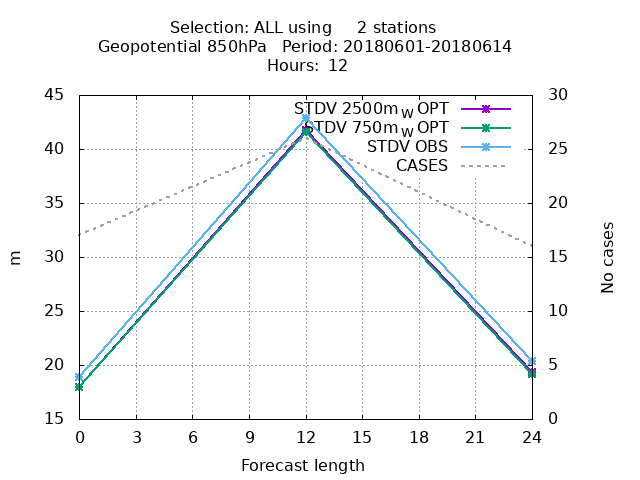 Selection: ALL using 2 stations
Geopotential 850hPa Period: 20180601-20180614
Hours: 12
45
40
35
30
25
20
15
m
30
25
20
15
10
5
0
No cases
STDV 2500m W OPT
STDV 750m W OPT
STDV OBS
CASES
0 3 6 9 12 15 18 21 24
Forecast length